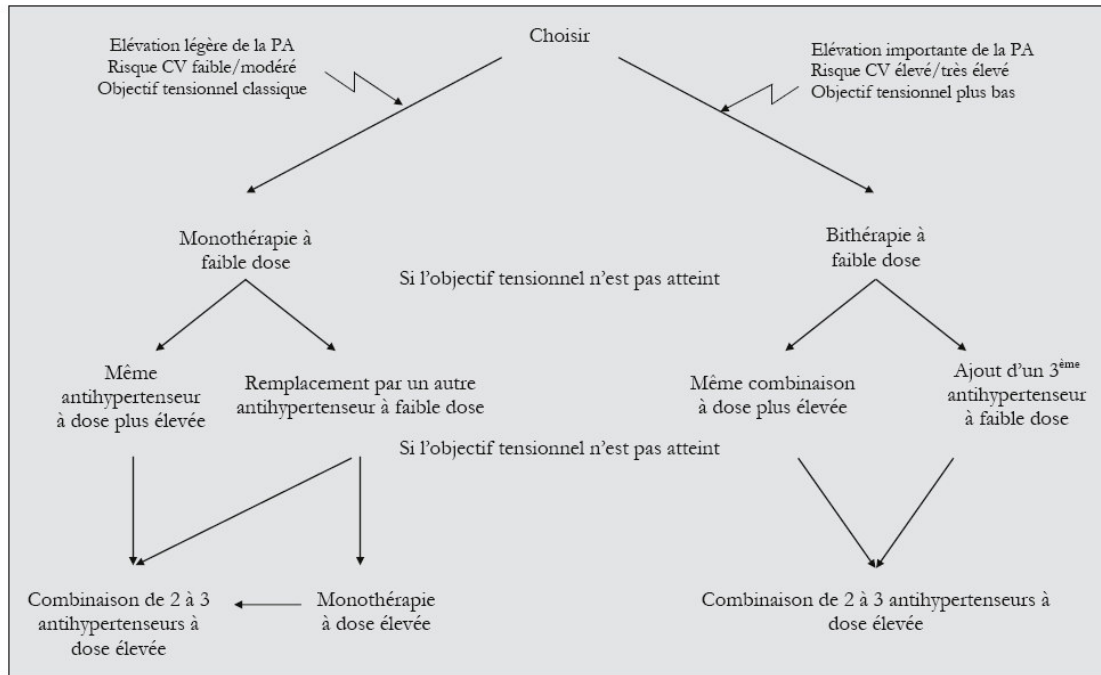 Choisir
Elévation légère de la PA
Risque CV faible/modéré
Objectif tensionnel classique
Elévation importante de la PA
Risque CV élevé/très élevé
Objectif tensionnel plus bas
Monothérapie à
faible dose
Bithérapie à
faible dose
Si l'objectif tensionnel n'est pas atteint
Même
antihypertenseur
à dose plus élevée
Remplacement par un autre
antihypertenseur à faible dose
Même combinaison
à dose plus élevée
Ajout d'un 3ème
antihypertenseur
à faible dose
Si l'objectif tensionnel n'est pas atteint
Combinaison de 2 à 3
antihypertenseurs à
dose élevée
Monothérapie
à dose élevée
Combinaison de 2 à 3 antihypertenseurs à
dose élevée